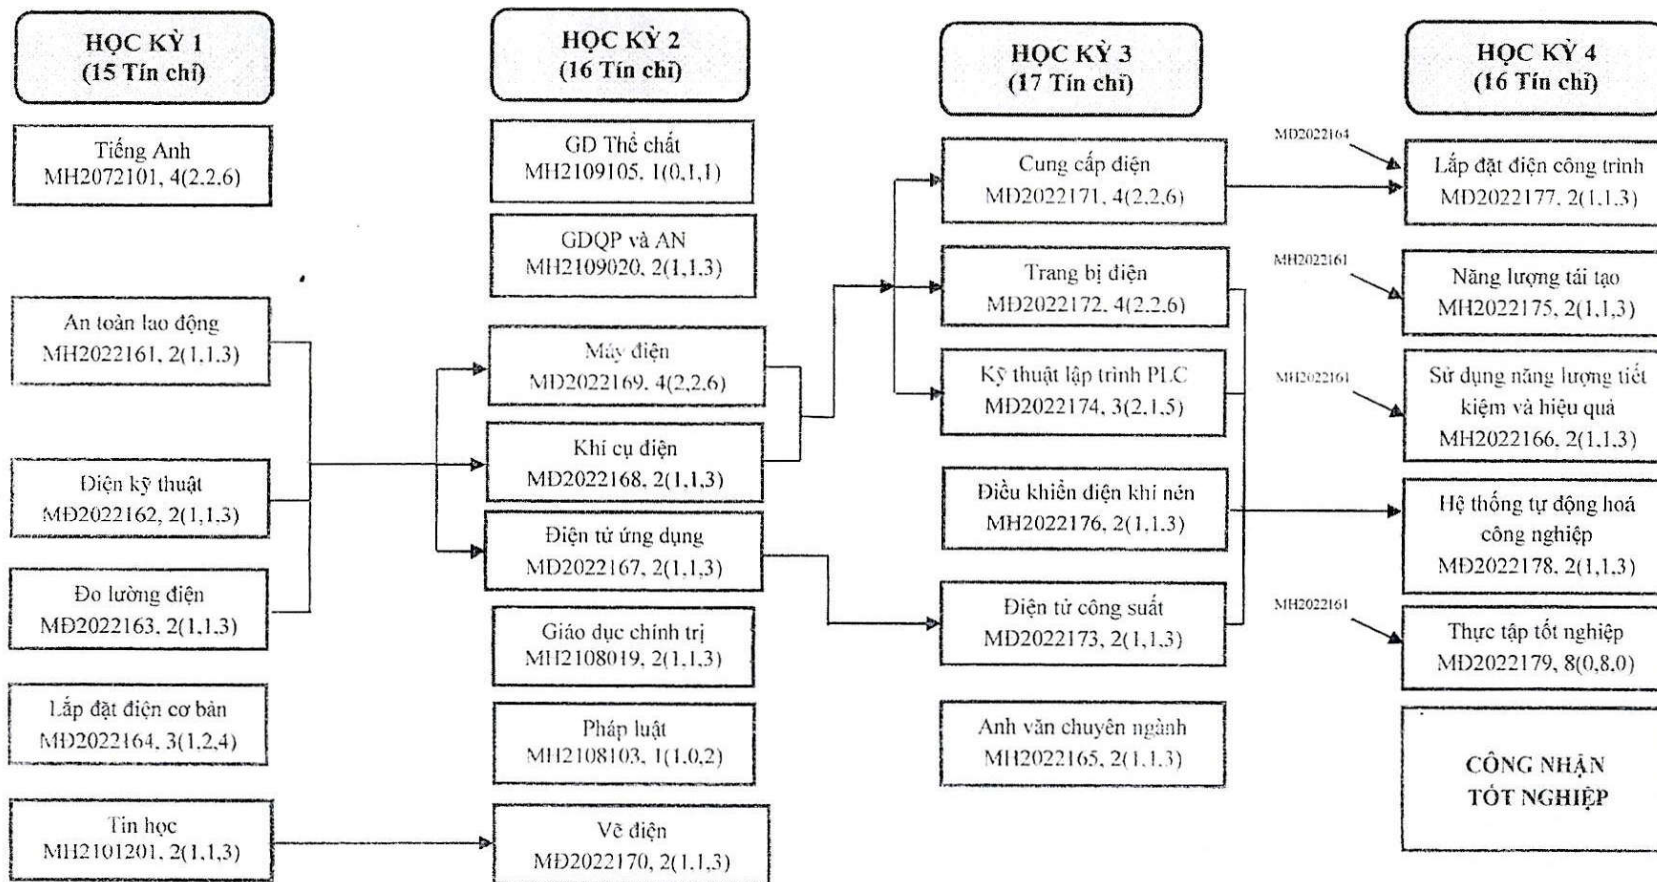 HỌC KỲ 1
(15 Tín chỉ)
Tiếng Anh
MH2072101, 4(2,2,6)
An toàn lao động
MH2022161, 2(1,1,3)
Điện kỹ thuật
MĐ2022162, 2(1,1,3)
Đo lường điện
MĐ2022163, 2(1,1,3)
Lắp đặt điện cơ bản
MĐ2022164, 3(1,2,4)
Tin học
MH2101201, 2(1,1,3)
HỌC KỲ 2
(16 Tín chỉ)
GD Thể chất
MH2109105, 1(0,1,1)
GDQP và AN
MH2109020, 2(1,1,3)
Máy điện
MĐ2022169, 4(2,2,6)
Khí cụ điện
MĐ2022168, 2(1,1,3)
Điện tử ứng dụng
MĐ2022167, 2(1,1,3)
Giáo dục chính trị
MH2108019, 2(1,1,3)
Pháp luật
MH2108103, 1(1,0,2)
Vẽ điện
MĐ2022170, 2(1,1,3)
HỌC KỲ 3
(17 Tín chỉ)
Cung cấp điện
MĐ2022171, 4(2,2,6)
Trang bị điện
MĐ2022172, 4(2,2,6)
Kỹ thuật lập trình PLC
MĐ2022174, 3(2,1,5)
Điều khiển điện khí nén
MH2022176, 2(1,1,3)
Điện tử công suất
MĐ2022173, 2(1,1,3)
Anh văn chuyên ngành
MH2022165, 2(1,1,3)
HỌC KỲ 4
(16 Tín chỉ)
MĐ2022164
Lắp đặt điện công trình
MĐ2022177, 2(1,1,3)
MH2022161
Năng lượng tái tạo
MH2022175, 2(1,1,3)
MH2022161
Sử dụng năng lượng tiết
kiệm và hiệu quả
MH2022166, 2(1,1,3)
Hệ thống tự động hoá
công nghiệp
MĐ2022178, 2(1,1,3)
MH2022161
Thực tập tốt nghiệp
MĐ2022179, 8(0,8,0)
CÔNG NHẬN
TỐT NGHIỆP